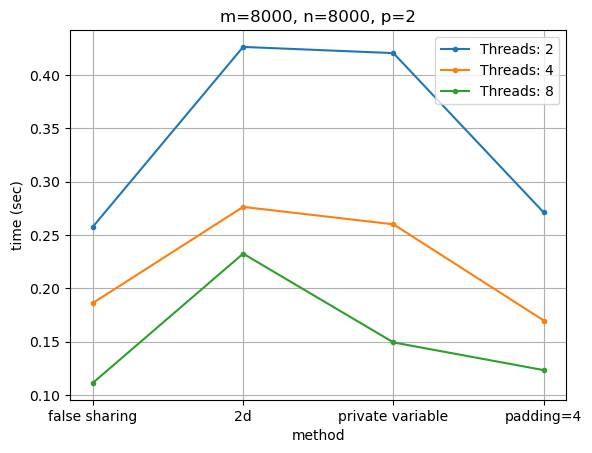 m=8000, n=8000, p=2
Threads: 2
Threads: 4
Threads: 8
time (sec)
0.40
0.35
0.30
0.25
0.20
0.15
0.10
false sharing
2d
private variable
padding=4
method